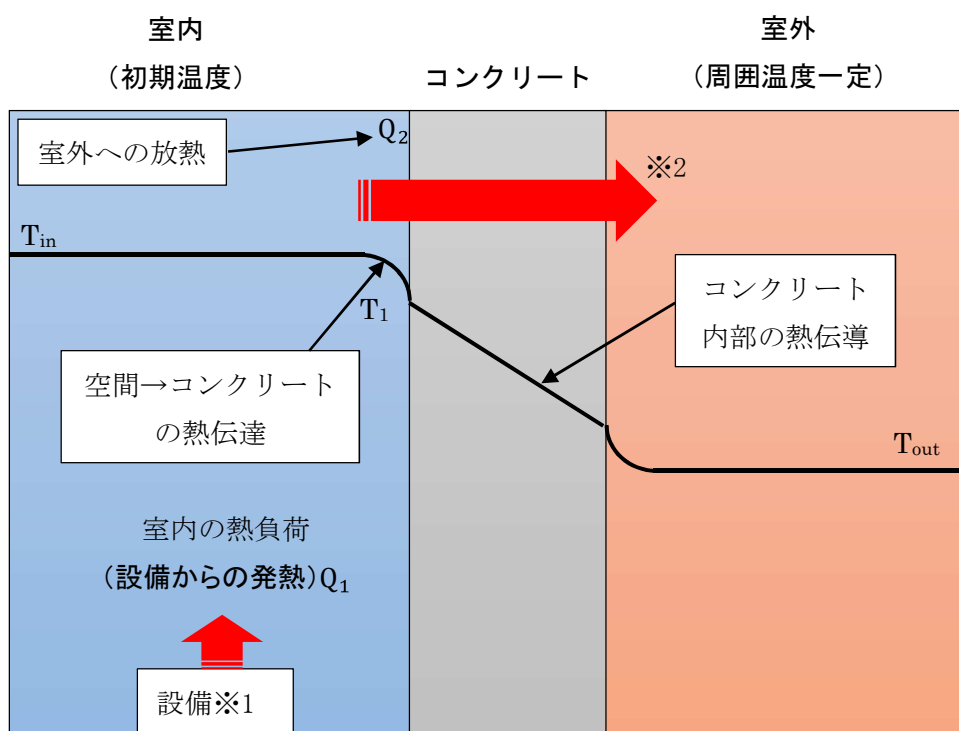 室内
（初期温度）
コンクリート
室外
（周囲温度一定）
室外への放熱
Q₂
※2
Tin
T₁
コンクリート
内部の熱伝導
空間→コンクリート
の熱伝達
Tout
室内の熱負荷
（設備からの発熱）Q₁
設備※1